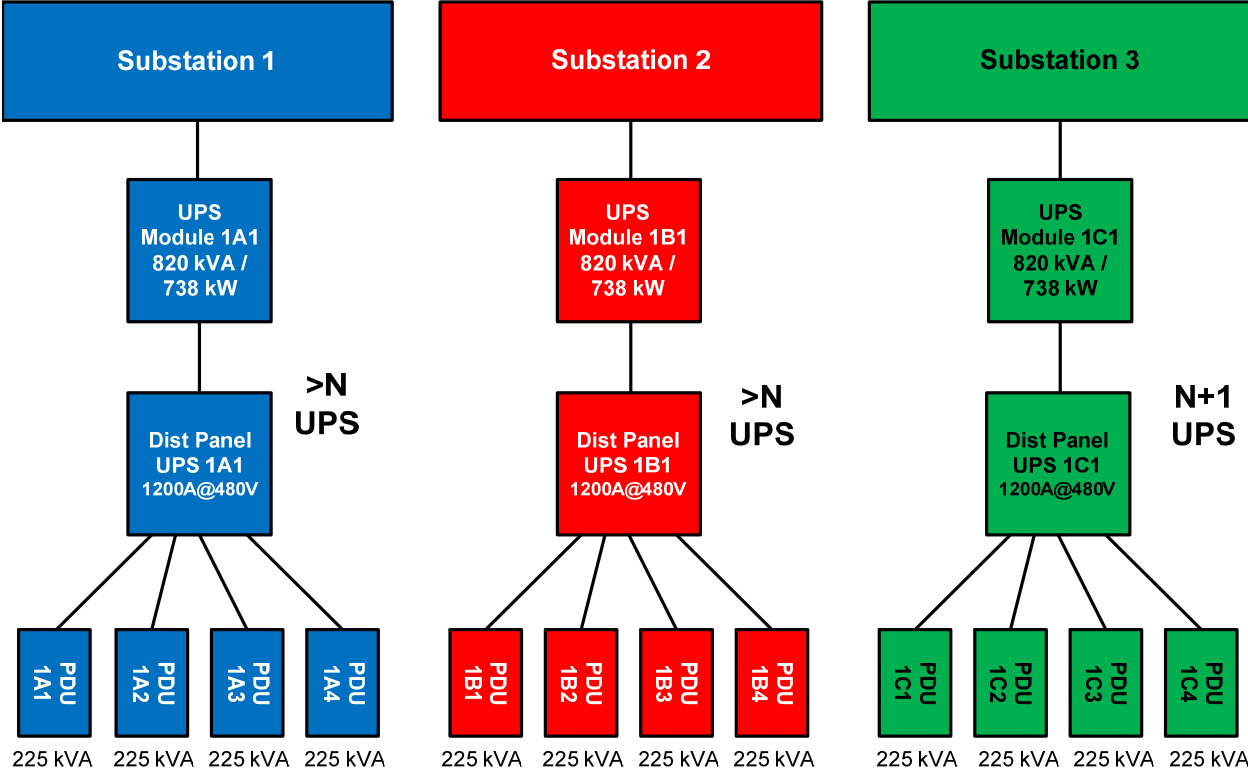 Substation 1
Substation 2
Substation 3
UPS
Module 1A1
820 kVA /
738 kW
UPS
Module 1B1
820 kVA /
738 kW
UPS
Module 1C1
820 kVA /
738 kW
>N
UPS
>N
UPS
N+1
UPS
Dist Panel
UPS 1A1
1200A@480V
Dist Panel
UPS 1B1
1200A@480V
Dist Panel
UPS 1C1
1200A@480V
PDU
1A1
PDU
1A2
PDU
1A3
PDU
1A4
PDU
1B1
PDU
1B2
PDU
1B3
PDU
1B4
PDU
1C1
PDU
1C2
PDU
1C3
PDU
1C4
225 kVA
225 kVA
225 kVA
225 kVA
225 kVA
225 kVA
225 kVA
225 kVA
225 kVA
225 kVA
225 kVA
225 kVA